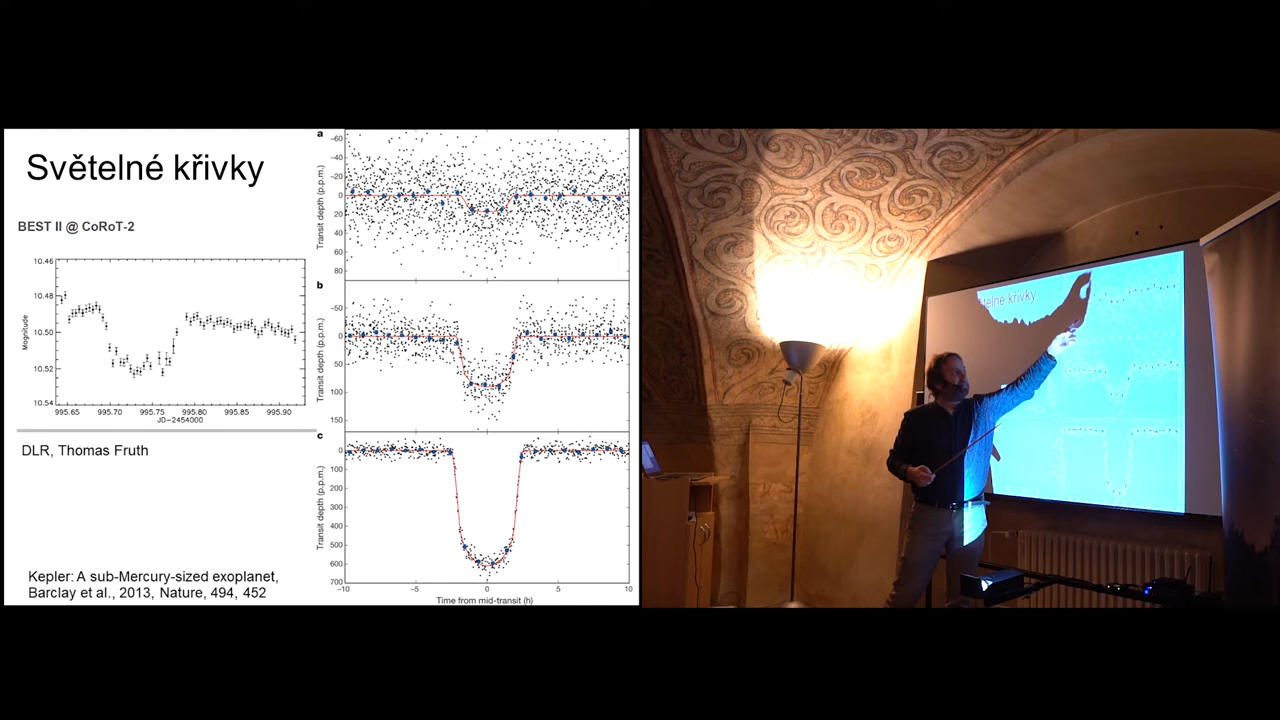 Světelné křivky
BEST II @ CoRoT-2
10.46
10.48
10.50
10.52
10.54
Magnitude
995.65 995.70 995.75 995.80 995.85 995.90
JD-2454000
DLR, Thomas Fruth
Kepler: A sub-Mercury-sized exoplanet,
Barclay et al., 2013, Nature, 494, 452
a
-60
-40
-20
0
20
40
60
80
Transit depth (p.p.m.)
b
-50
0
50
100
150
Transit depth (p.p.m.)
c
0
100
200
300
400
500
600
700
Transit depth (p.p.m.)
-10 -5 0 5 10
Time from mid-transit (h)
telné křivky